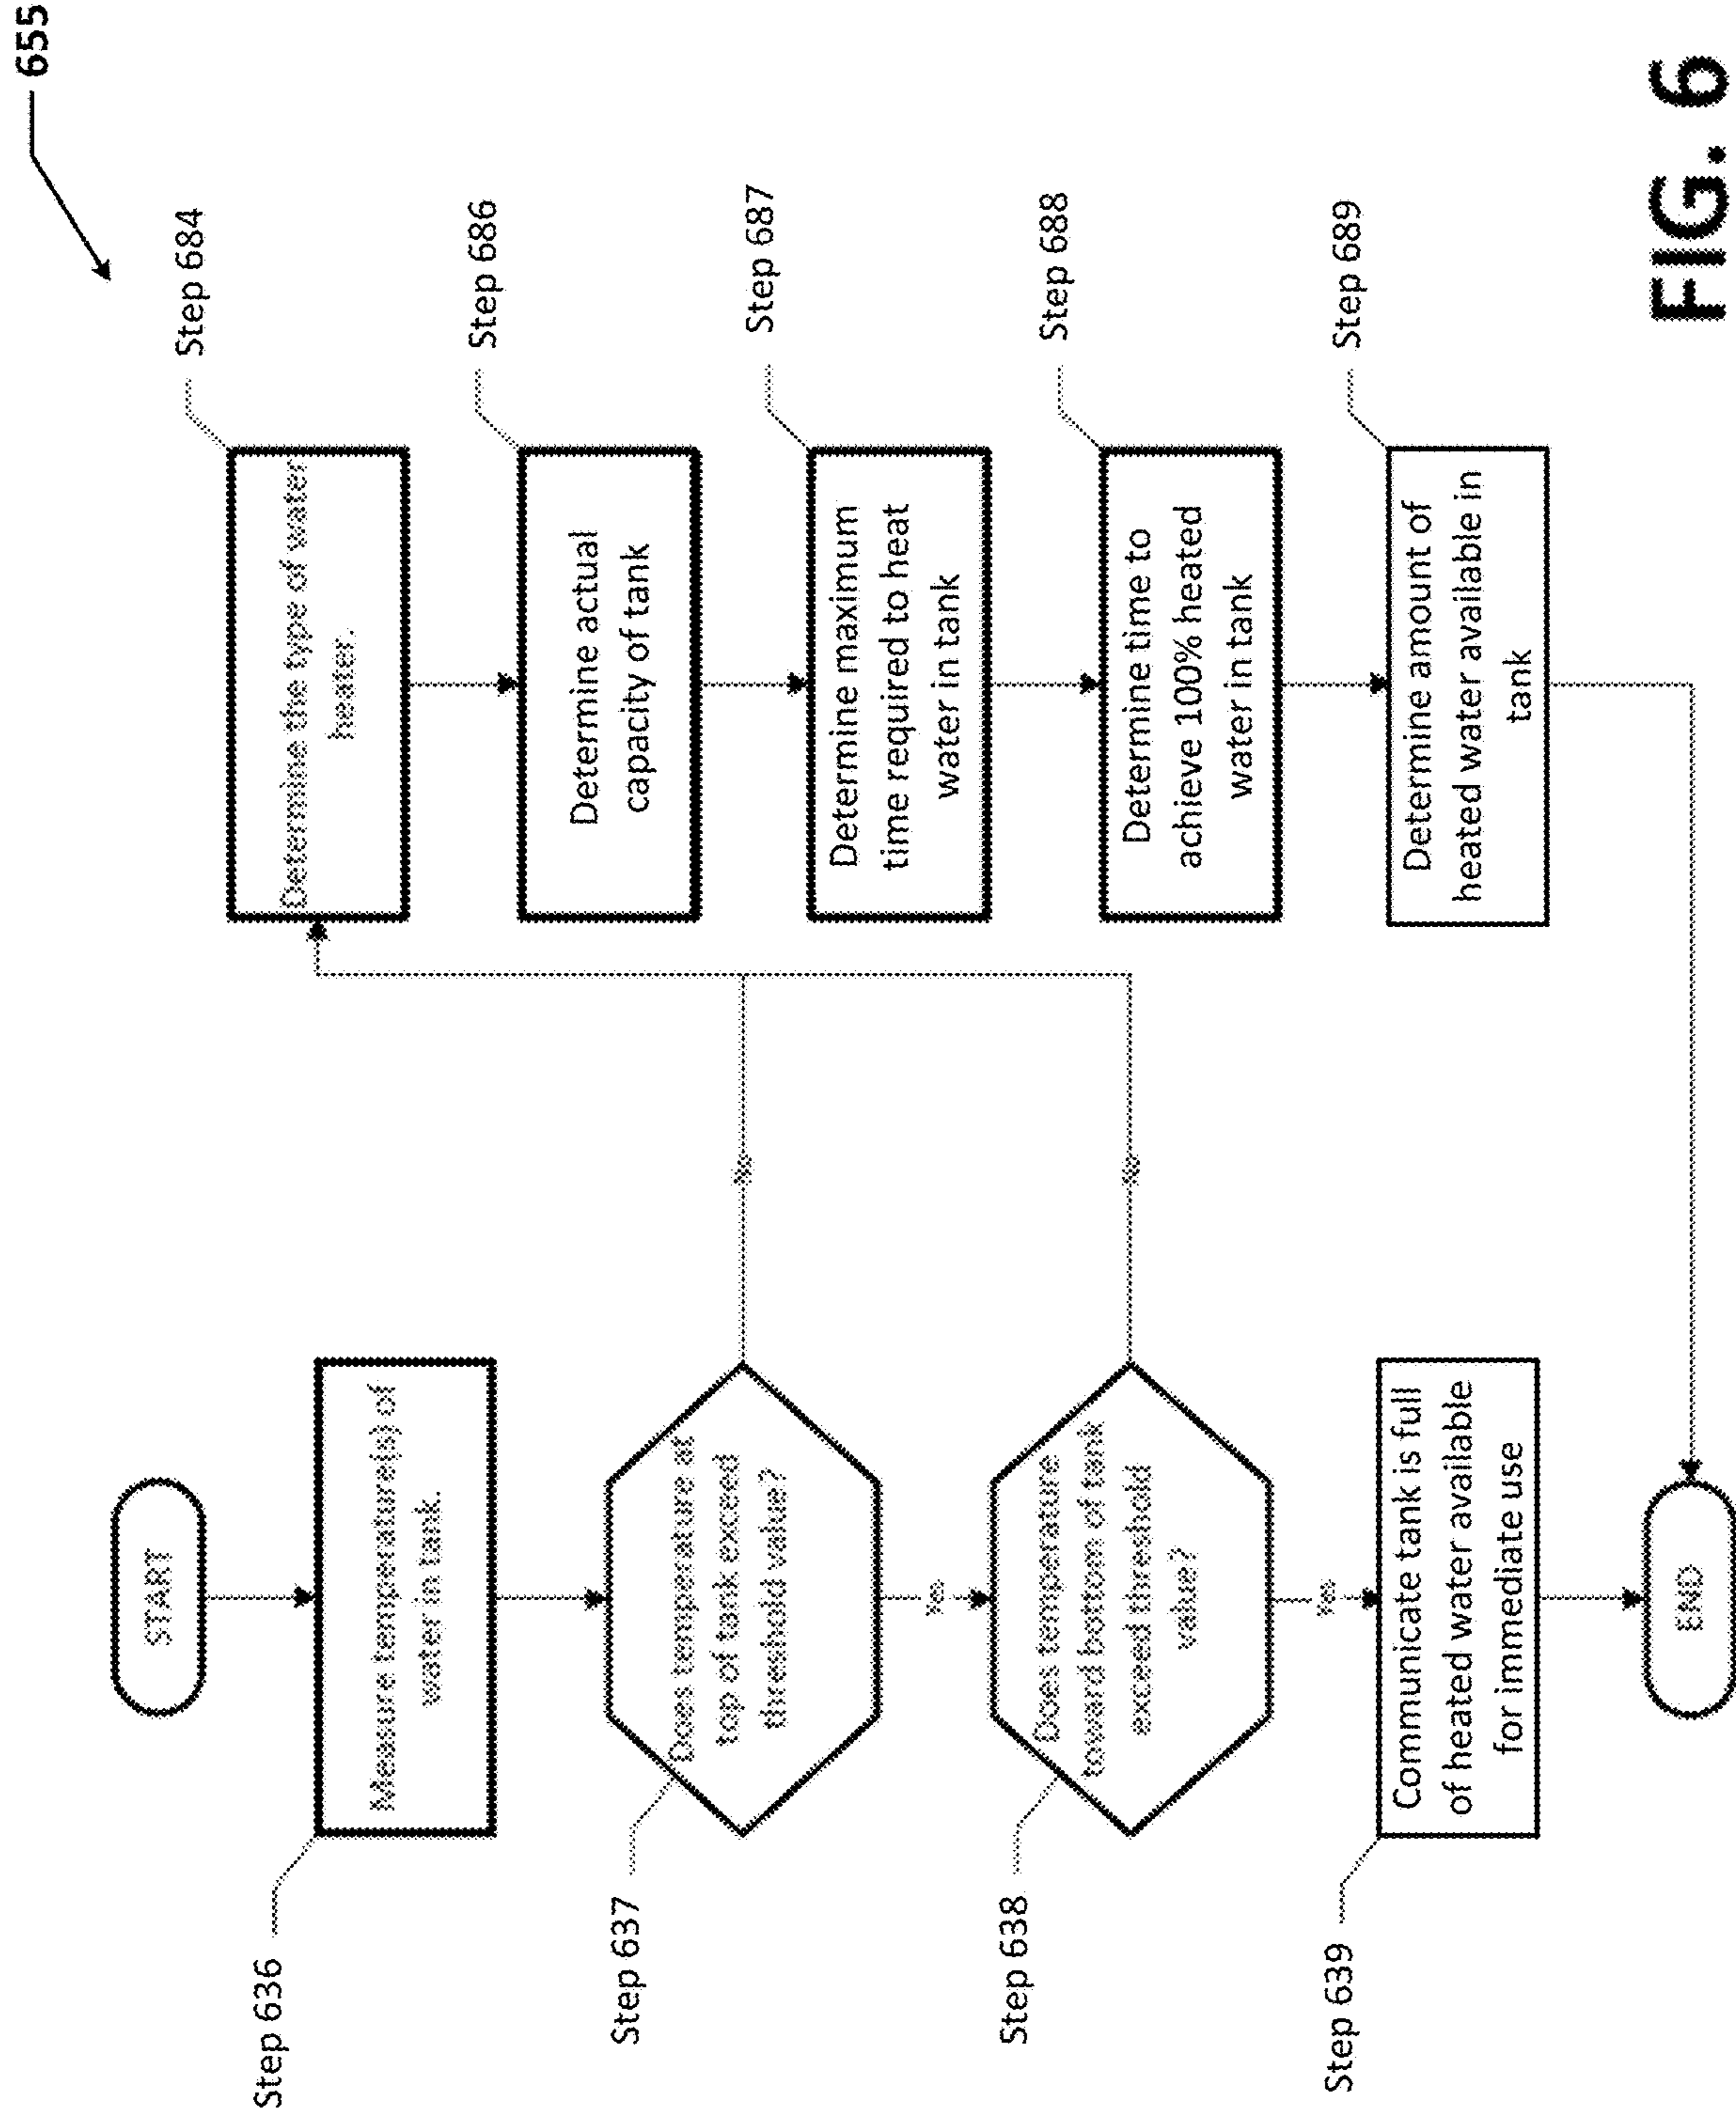 655
START
Step 636
Measure temperature(s) of
water in tank.
Step 637
Does temperature at
top of tank exceed
threshold value?
No
Yes
Step 638
Does temperature
toward bottom of tank
exceed threshold
value?
No
Yes
Step 639
Communicate tank is full
of heated water available
for immediate use
END
Step 684
Determine the type of water
heater.
Step 686
Determine actual
capacity of tank
Step 687
Determine maximum
time required to heat
water in tank
Step 688
Determine time to
achieve 100% heated
water in tank
Step 689
Determine amount of
heated water available in
tank
FIG. 6